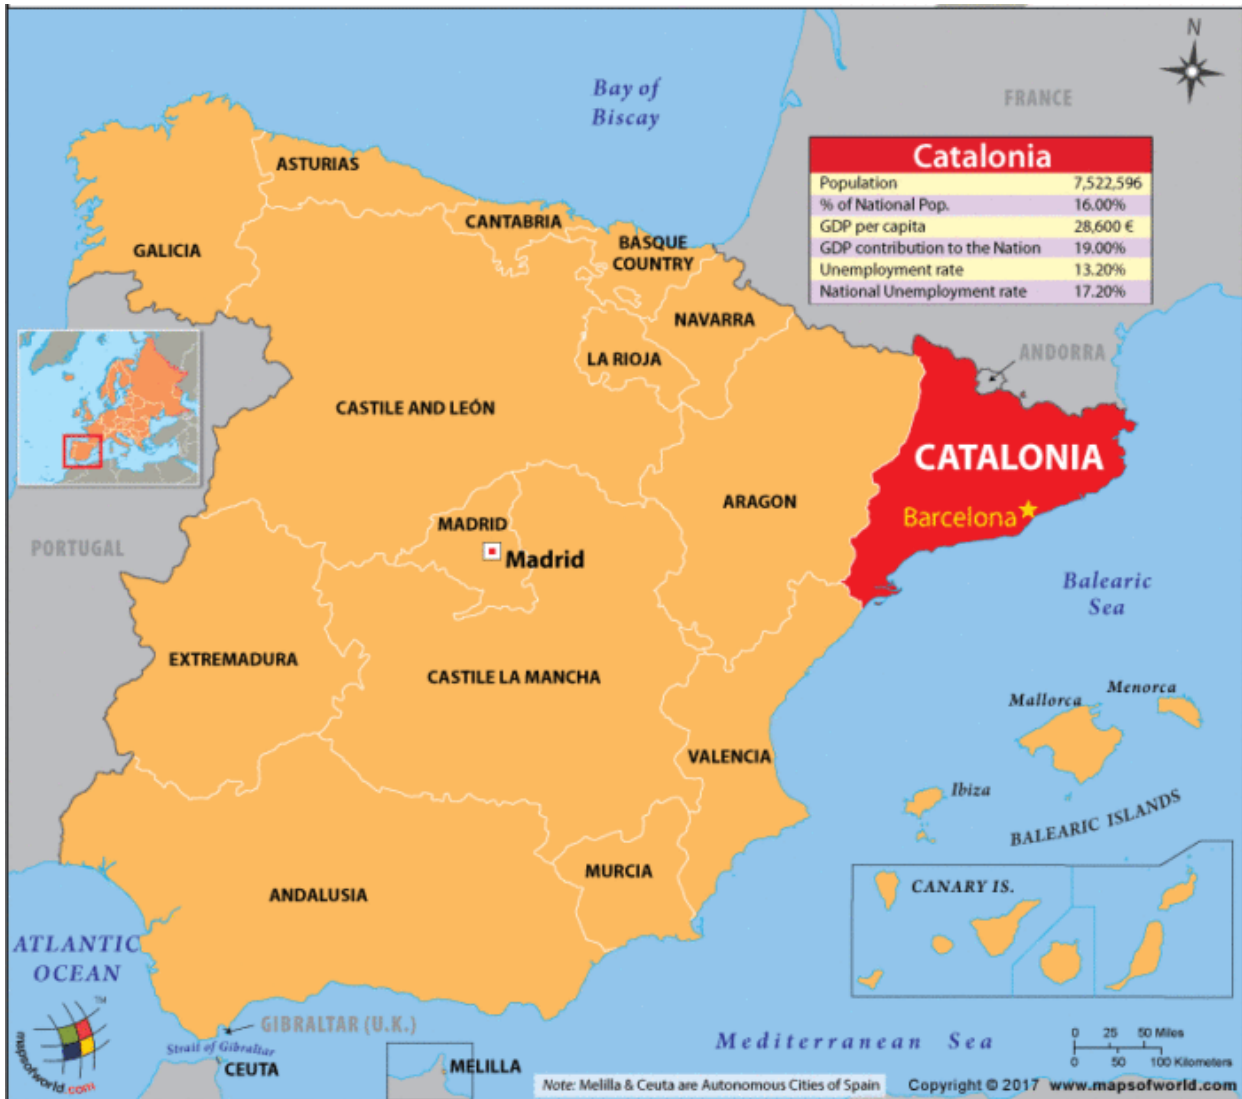 N
Bay of
Biscay
FRANCE
Catalonia
Population 7,522,596
% of National Pop. 16.00%
GDP per capita 28,600 €
GDP contribution to the Nation 19.00%
Unemployment rate 13.20%
National Unemployment rate 17.20%
ASTURIAS
CANTABRIA
BASQUE
COUNTRY
GALICIA
NAVARRA
LA RIOJA
ANDORRA
CASTILE AND LEÓN
CATALONIA
ARAGON
Barcelona
MADRID
Madrid
PORTUGAL
Balearic
Sea
EXTREMADURA
CASTILE LA MANCHA
Mallorca
Menorca
VALENCIA
Ibiza
BALEARIC ISLANDS
MURCIA
ANDALUSIA
CANARY IS.
ATLANTIC
OCEAN
TM
mapsofworld.com
GIBRALTAR (U.K.)
Strait of Gibraltar
CEUTA
MELILLA
Mediterranean Sea
0 25 50 Miles
0 50 100 Kilometers
Note: Melilla & Ceuta are Autonomous Cities of Spain
Copyright © 2017 www.mapsofworld.com